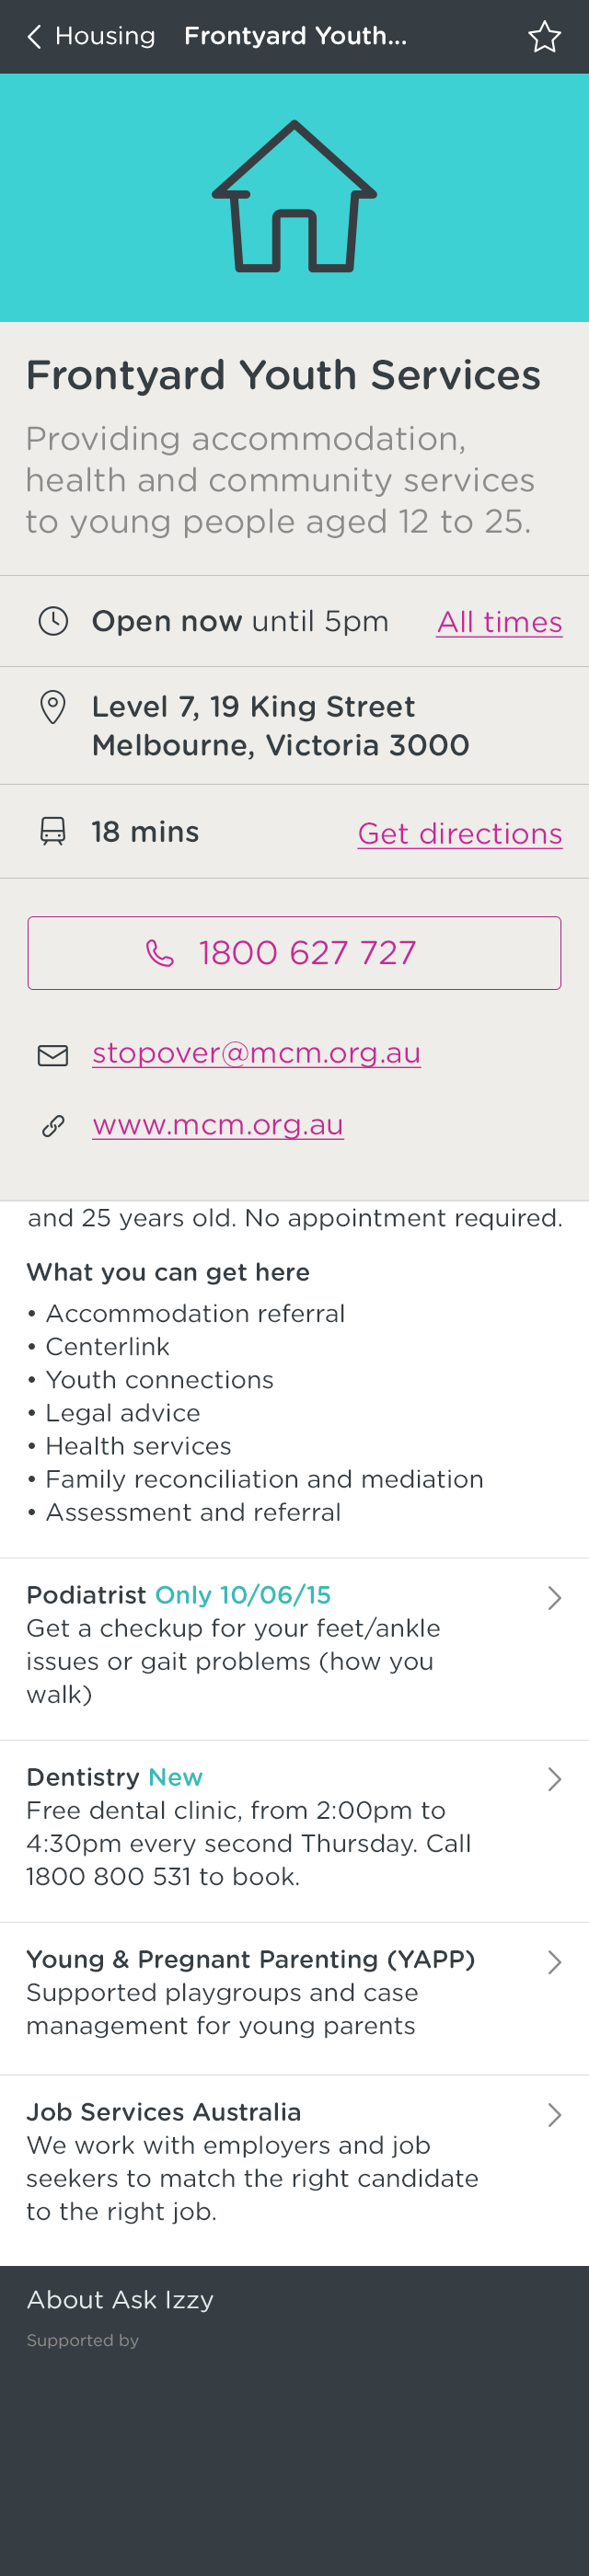 Housing Frontyard Youth...
Frontyard Youth Services
Providing accommodation,
health and community services
to young people aged 12 to 25.
Open now until 5pm All times
Level 7, 19 King Street
Melbourne, Victoria 3000
18 mins Get directions
1800 627 727
stopover@mcm.org.au
www.mcm.org.au
and 25 years old. No appointment required.
What you can get here
• Accommodation referral
• Centerlink
• Youth connections
• Legal advice
• Health services
• Family reconciliation and mediation
• Assessment and referral
Podiatrist Only 10/06/15
Get a checkup for your feet/ankle
issues or gait problems (how you
walk)
Dentistry New
Free dental clinic, from 2:00pm to
4:30pm every second Thursday. Call
1800 800 531 to book.
Young & Pregnant Parenting (YAPP)
Supported playgroups and case
management for young parents
Job Services Australia
We work with employers and job
seekers to match the right candidate
to the right job.
About Ask Izzy
Supported by